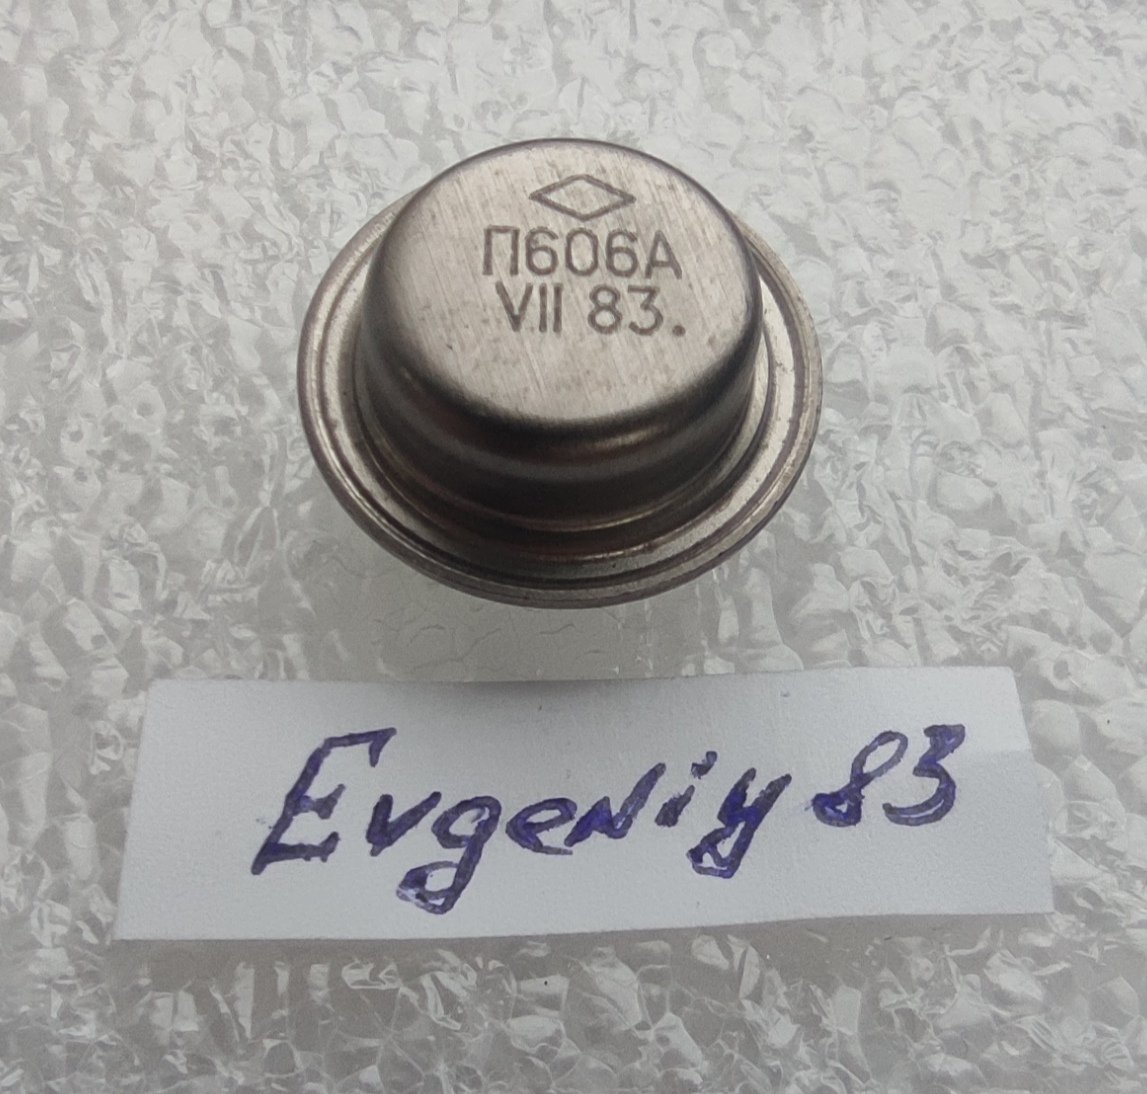 П606А
VII 83.
Evgeniy 83